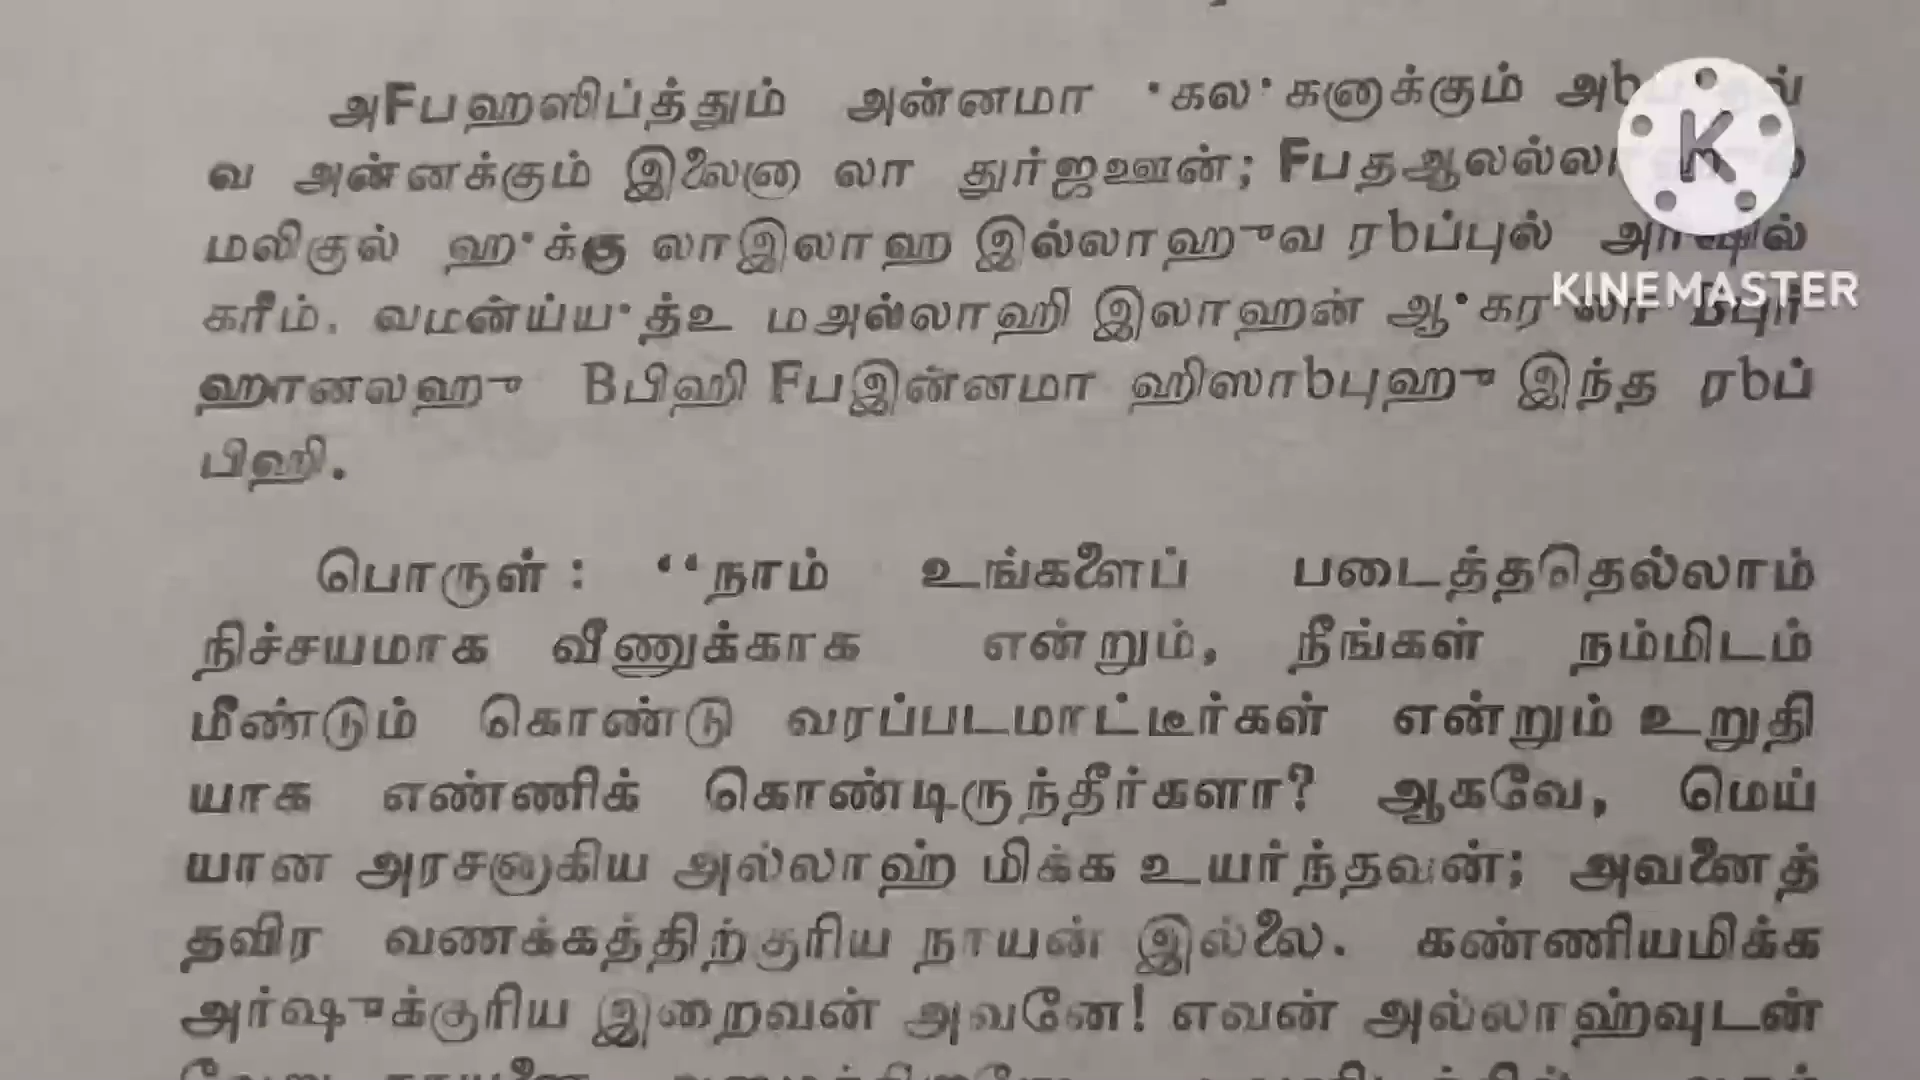 அFபஹஸிப்த்தும் அன்னமா ·கல·கனாக்கும்
வ அன்னக்கும் இலைனா லா துர்ஜஊன்; Fபதஆலல்லா
மலிகுல் ஹ·க்கு லாஇலாஹ இல்லாஹுவ ரbப்புல் அர்ஷில்
கரீம். வமன்ய்ய·த்உ மஅல்லாஹி இலாஹன் ஆ·கர லா bபுர்
ஹானலஹு Bபிஹி Fபஇன்னமா ஹிஸாbபுஹு இந்த ரbப்
பிஹி.
பொருள் : ‘‘நாம் உங்களைப் படைத்ததெல்லாம்
நிச்சயமாக வீணுக்காக என்றும், நீங்கள் நம்மிடம்
மீண்டும் கொண்டு வரப்படமாட்டீர்கள் என்றும் உறுதி
யாக எண்ணிக் கொண்டிருந்தீர்களா? ஆகவே, மெய்
யான அரசனாகிய அல்லாஹ் மிக்க உயர்ந்தவன்; அவனைத்
தவிர வணக்கத்திற்குரிய நாயன் இல்லை. கண்ணியமிக்க
அர்ஷுக்குரிய இறைவன் அவனே! எவன் அல்லாஹ்வுடன்
K
KINEMASTER